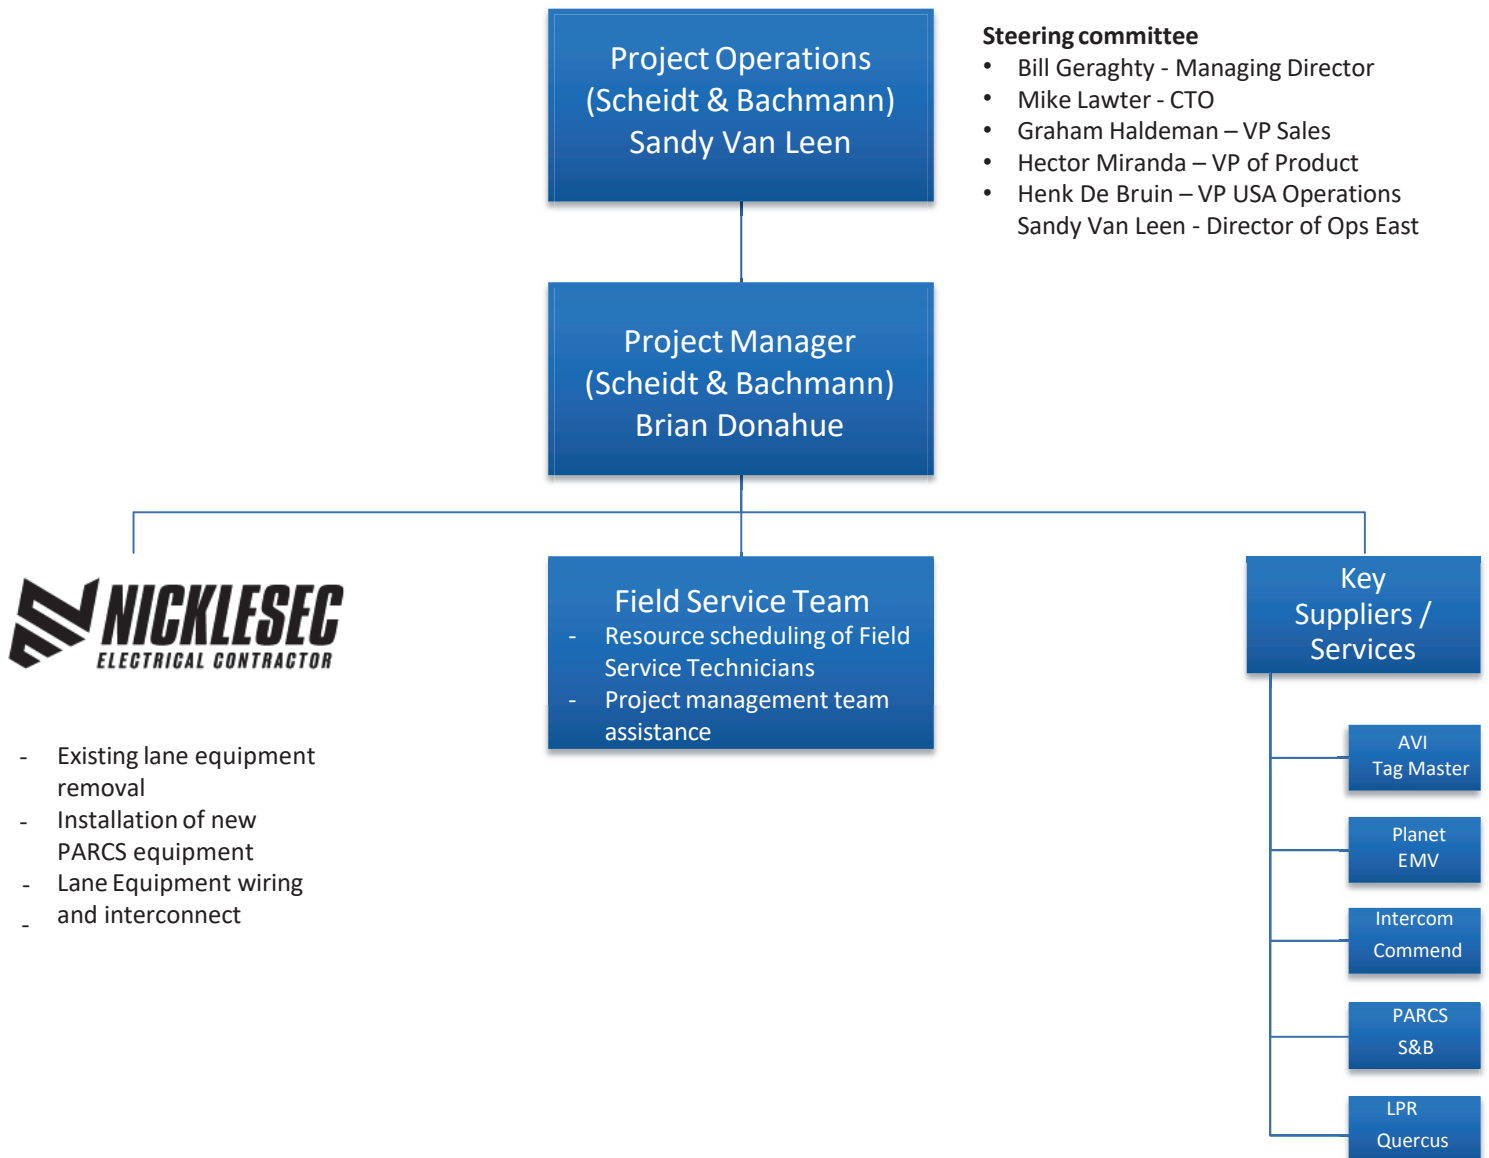 Project Operations
(Scheidt & Bachmann)
Sandy Van Leen
Steering committee
• Bill Geraghty - Managing Director
• Mike Lawter - CTO
• Graham Haldeman – VP Sales
• Hector Miranda – VP of Product
• Henk De Bruin – VP USA Operations
Sandy Van Leen - Director of Ops East
Project Manager
(Scheidt & Bachmann)
Brian Donahue
NICKLESEC
ELECTRICAL CONTRACTOR
- Existing lane equipment
removal
- Installation of new
PARCS equipment
- Lane Equipment wiring
- and interconnect
Field Service Team
- Resource scheduling of Field
Service Technicians
- Project management team
assistance
Key
Suppliers /
Services
AVI
Tag Master
Planet
EMV
Intercom
Commend
PARCS
S&B
LPR
Quercus